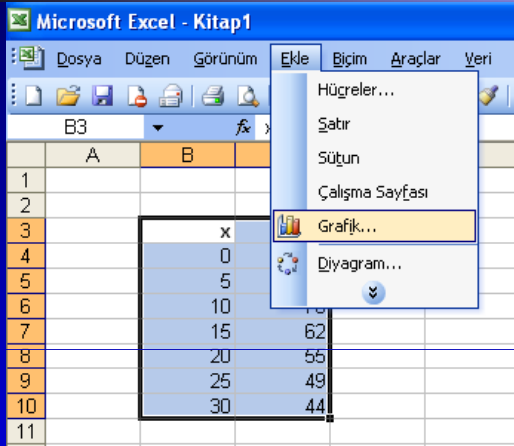 Microsoft Excel - Kitap1
Dosya Düzen Görünüm Ekle Biçim Araçlar Veri
Hücreler...
B3 fx
Satır
A B
Sütun
1
Çalışma Sayfası
2
3 x
Grafik...
4 0
Diyagram...
5 5
6 10
7 15 62
8 20 55
9 25 49
10 30 44
11